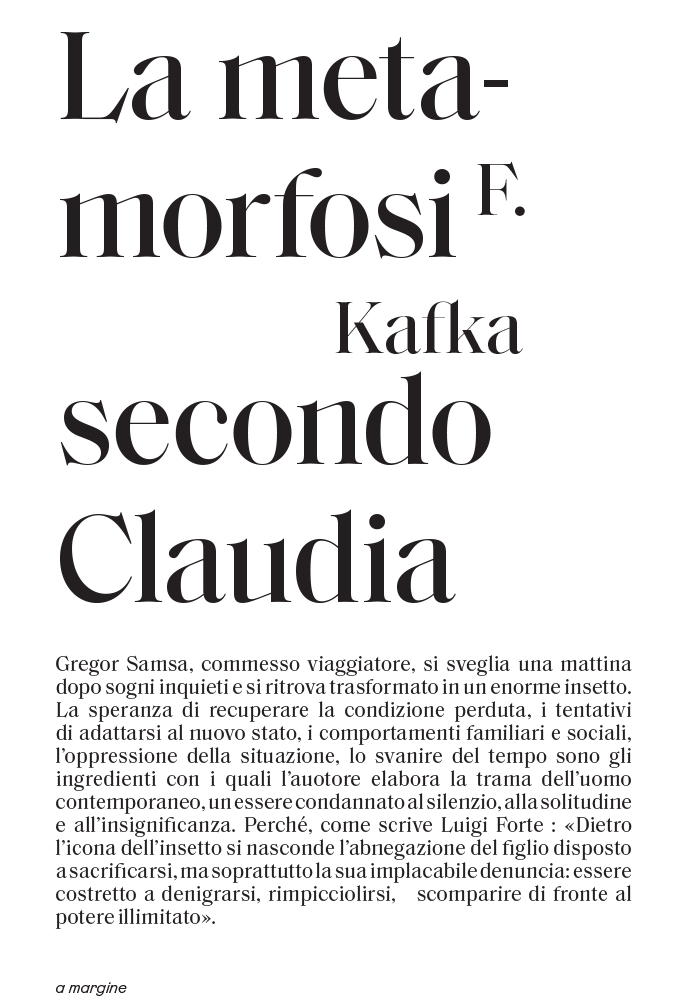 La meta-
morfosi F.
Kafka
secondo
Claudia
Gregor Samsa, commesso viaggiatore, si sveglia una mattina
dopo sogni inquieti e si ritrova trasformato in un enorme insetto.
La speranza di recuperare la condizione perduta, i tentativi
di adattarsi al nuovo stato, i comportamenti familiari e sociali,
l’oppressione della situazione, lo svanire del tempo sono gli
ingredienti con i quali l’auotore elabora la trama dell’uomo
contemporaneo, un essere condannato al silenzio, alla solitudine
e all’insignificanza. Perché, come scrive Luigi Forte : «Dietro
l’icona dell’insetto si nasconde l’abnegazione del figlio disposto
a sacrificarsi, ma soprattutto la sua implacabile denuncia: essere
costretto a denigrarsi, rimpicciolirsi, scomparire di fronte al
potere illimitato».
a margine